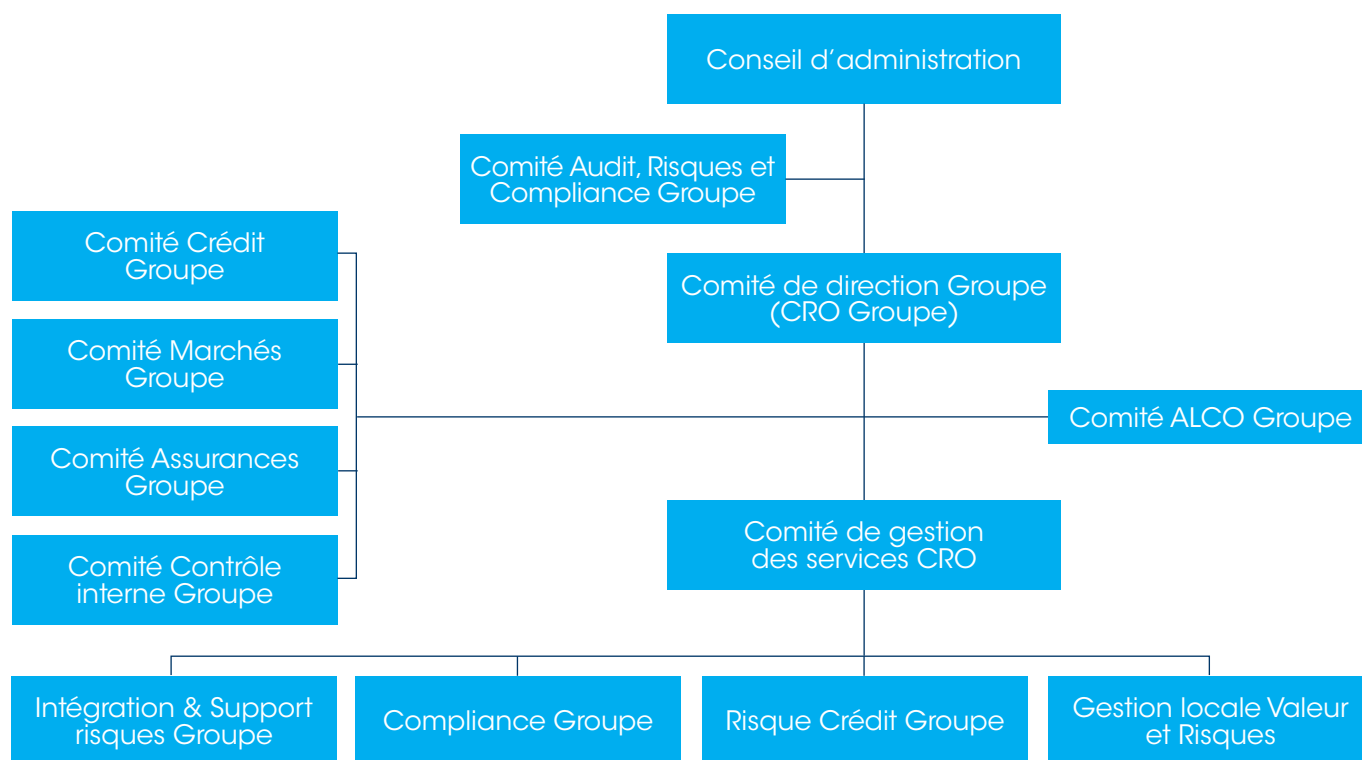 Conseil d’administration
Comité Audit, Risques et
Compliance Groupe
Comité Crédit
Groupe
Comité de direction Groupe
(CRO Groupe)
Comité Marchés
Groupe
Comité ALCO Groupe
Comité Assurances
Groupe
Comité de gestion
des services CRO
Comité Contrôle
interne Groupe
Intégration & Support
risques Groupe
Compliance Groupe
Risque Crédit Groupe
Gestion locale Valeur
et Risques